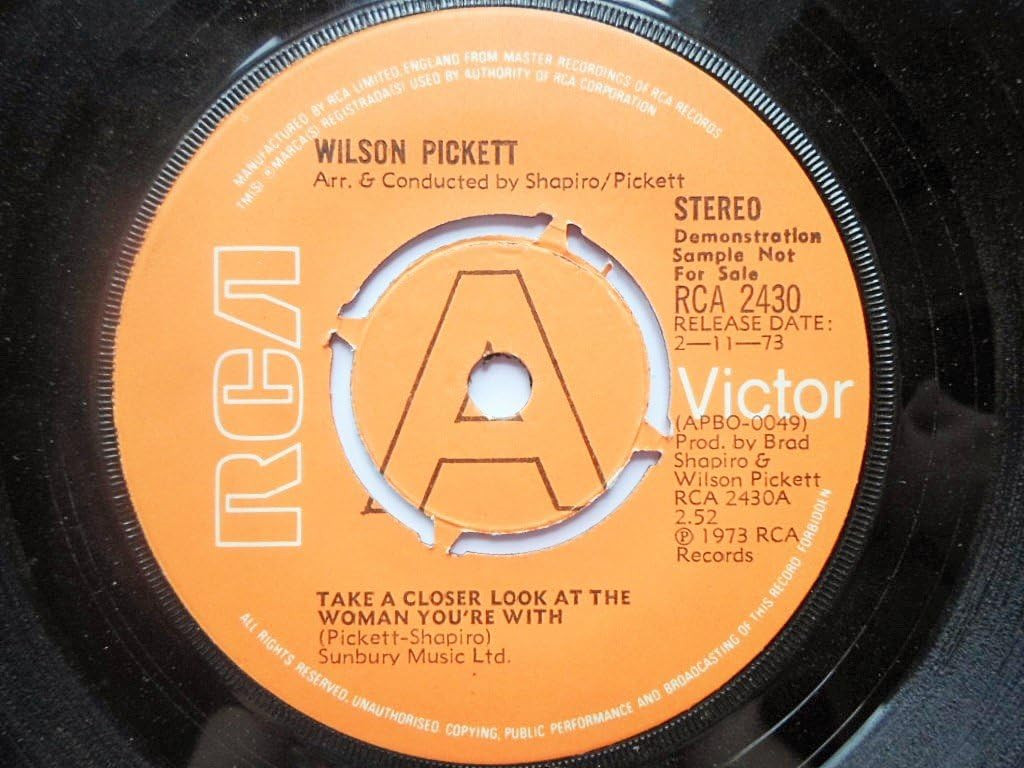 MANUFACTURED BY RCA LIMITED, ENGLAND FROM MASTER RECORDINGS OF RCA RECORDS
TM(S) ® MARCA(S) REGISTRADA(S) USED BY AUTHORITY OF RCA CORPORATION
WILSON PICKETT
Arr. & Conducted by Shapiro/Pickett
RCA
STEREO
Demonstration
Sample Not
For Sale
RCA 2430
RELEASE DATE:
2—11—73
A
Victor
(APBO-0049)
Prod. by Brad
Shapiro &
Wilson Pickett
RCA 2430A
2.52
℗ 1973 RCA
Records
TAKE A CLOSER LOOK AT THE
WOMAN YOU'RE WITH
(Pickett-Shapiro)
Sunbury Music Ltd.
ALL RIGHTS RESERVED, UNAUTHORISED COPYING, PUBLIC PERFORMANCE AND BROADCASTING OF THIS RECORD FORBIDDEN